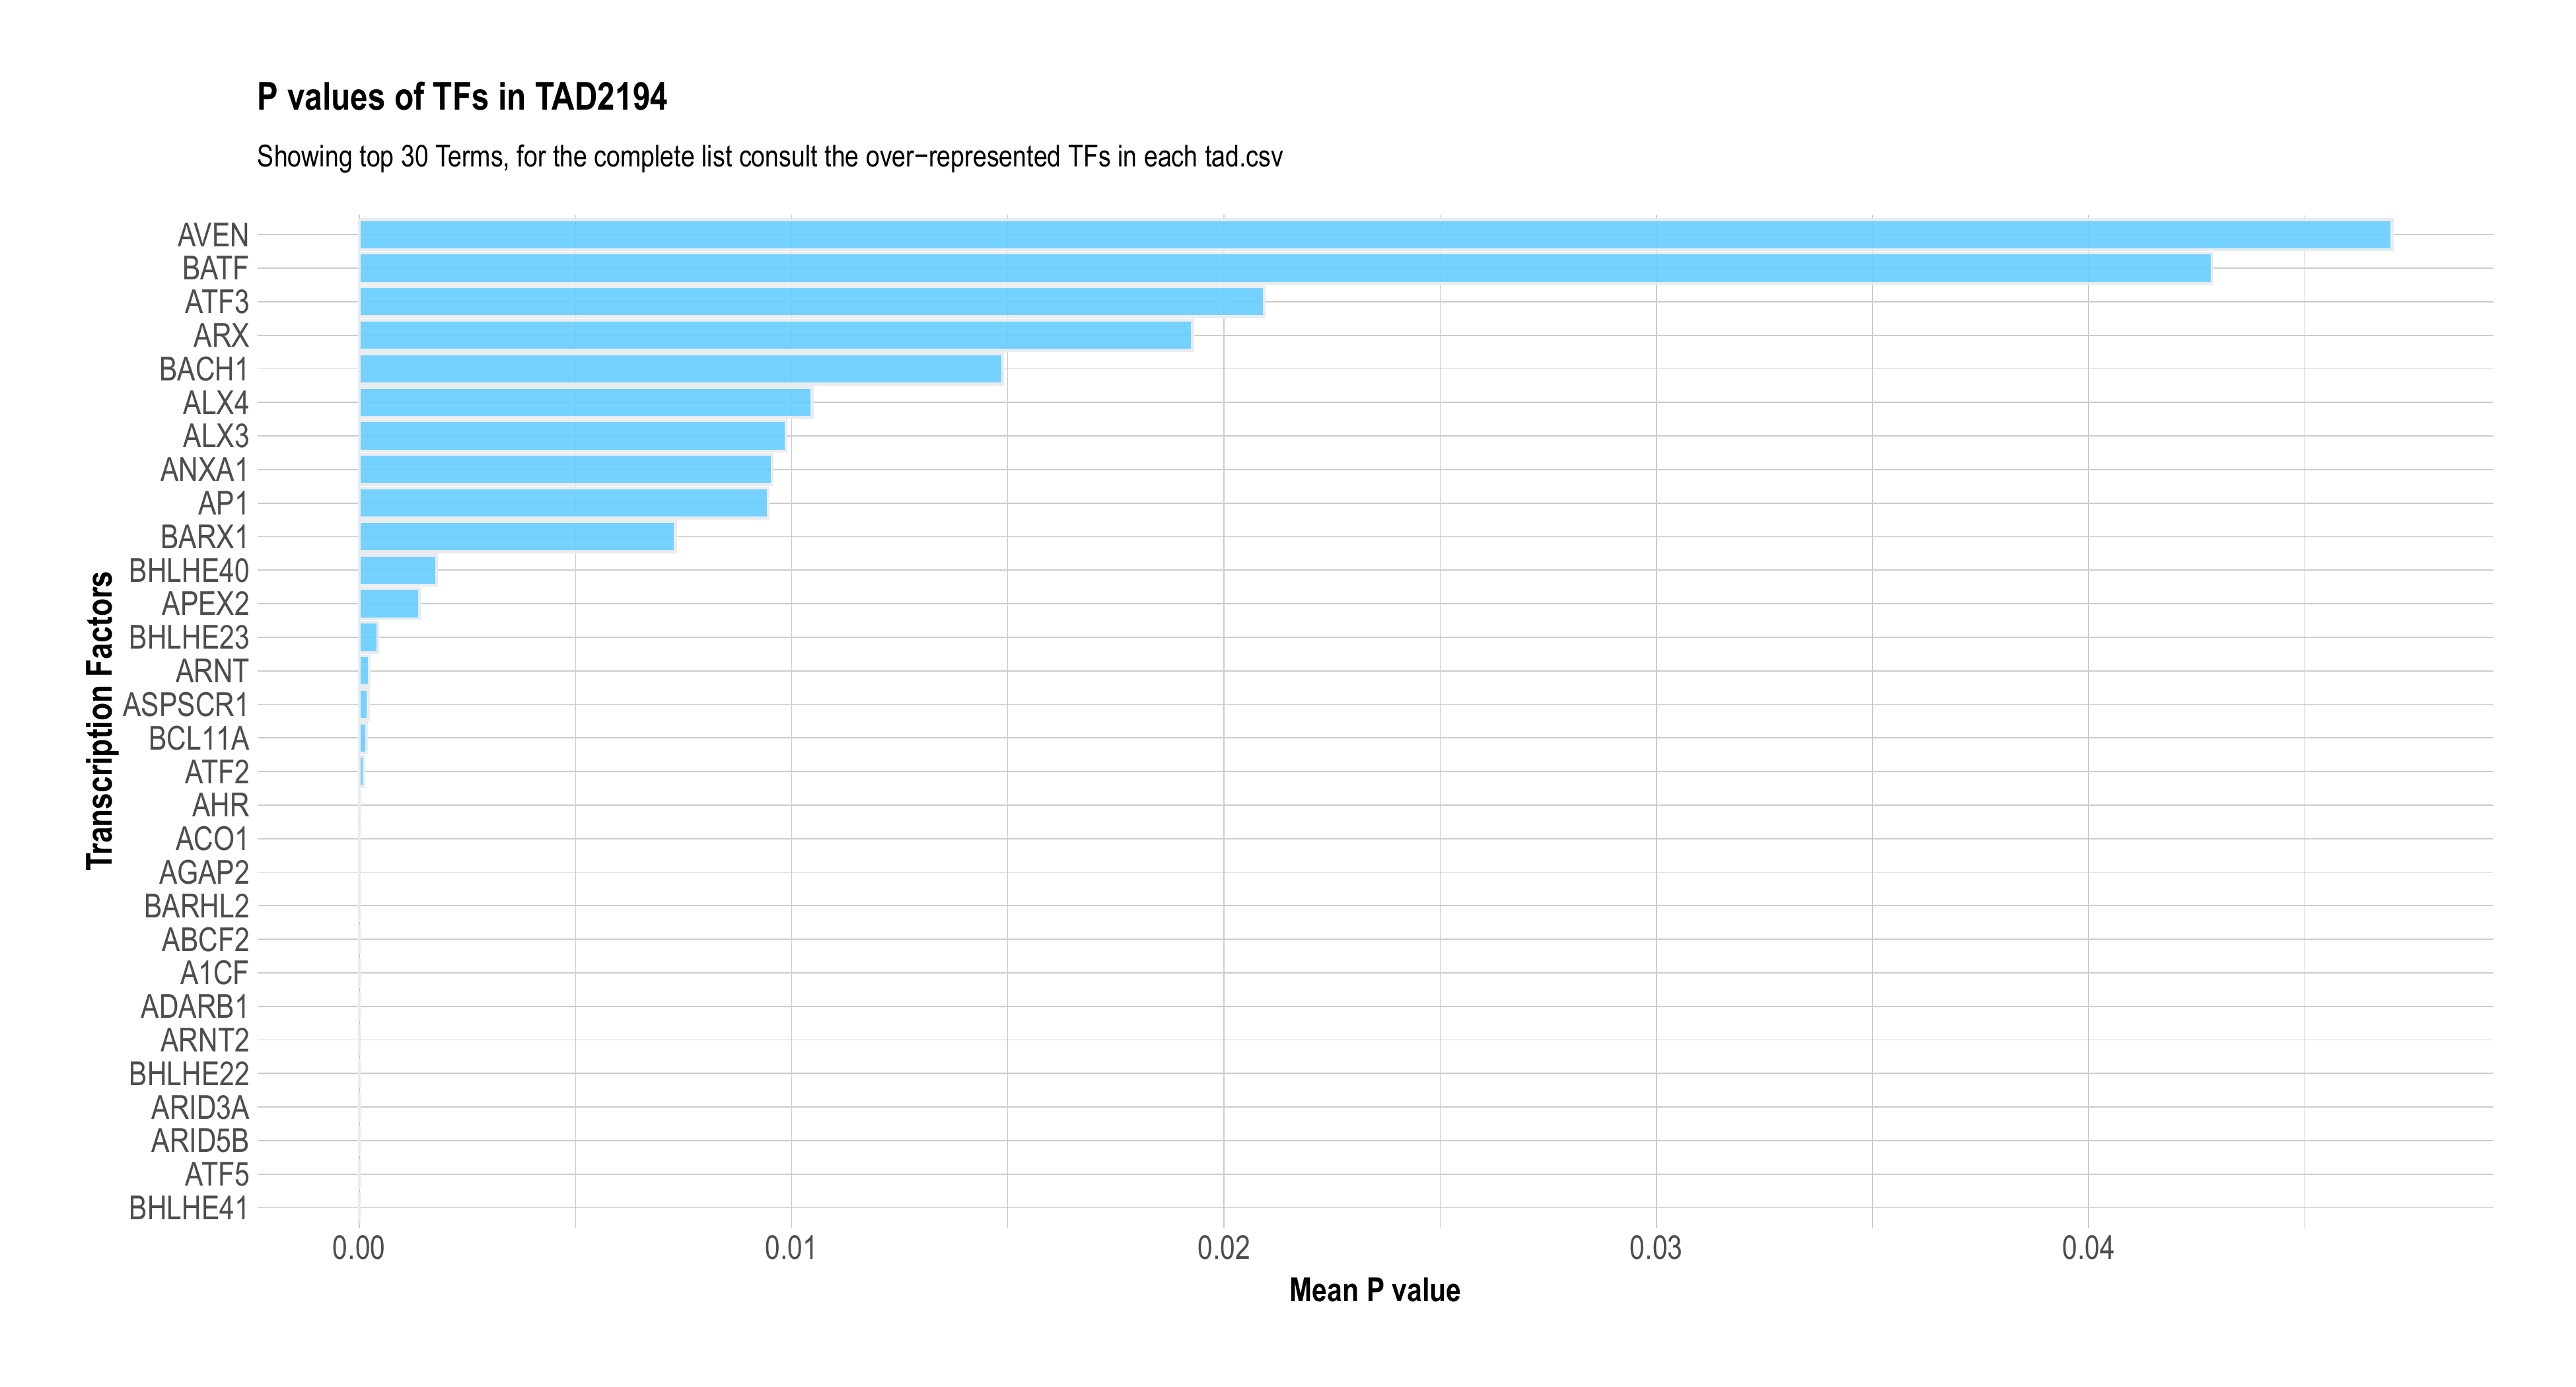 P values of TFs in TAD2194
Showing top 30 Terms, for the complete list consult the over−represented TFs in each tad.csv
Transcription Factors
AVEN
BATF
ATF3
ARX
BACH1
ALX4
ALX3
ANXA1
AP1
BARX1
BHLHE40
APEX2
BHLHE23
ARNT
ASPSCR1
BCL11A
ATF2
AHR
ACO1
AGAP2
BARHL2
ABCF2
A1CF
ADARB1
ARNT2
BHLHE22
ARID3A
ARID5B
ATF5
BHLHE41
0.00 0.01 0.02 0.03 0.04
Mean P value